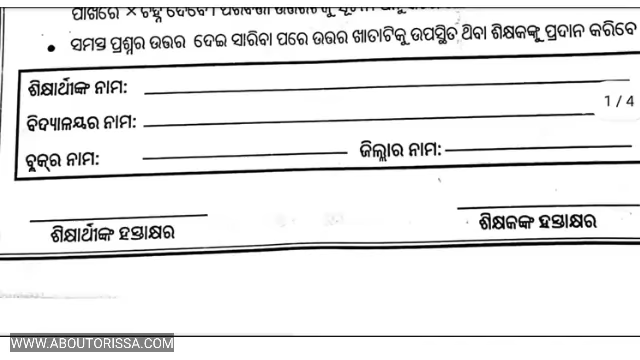 ପାଖରେ × ଚିହ୍ନ ଦେବେ।
• ସମସ୍ତ ପ୍ରଶ୍ନର ଉତ୍ତର ଦେଇ ସାରିବା ପରେ ଉତ୍ତର ଖାତାଟିକୁ ଉପସ୍ଥିତ ଥିବା ଶିକ୍ଷକଙ୍କୁ ପ୍ରଦାନ କରିବେ
ଶିକ୍ଷାର୍ଥୀଙ୍କ ନାମ:
1 / 4
ବିଦ୍ୟାଳୟର ନାମ:
ବ୍ଲକ୍‌ର ନାମ: ଜିଲ୍ଲାର ନାମ:
ଶିକ୍ଷାର୍ଥୀଙ୍କ ହସ୍ତାକ୍ଷର ଶିକ୍ଷକଙ୍କ ହସ୍ତାକ୍ଷର
WWW.ABOUTORISSA.COM